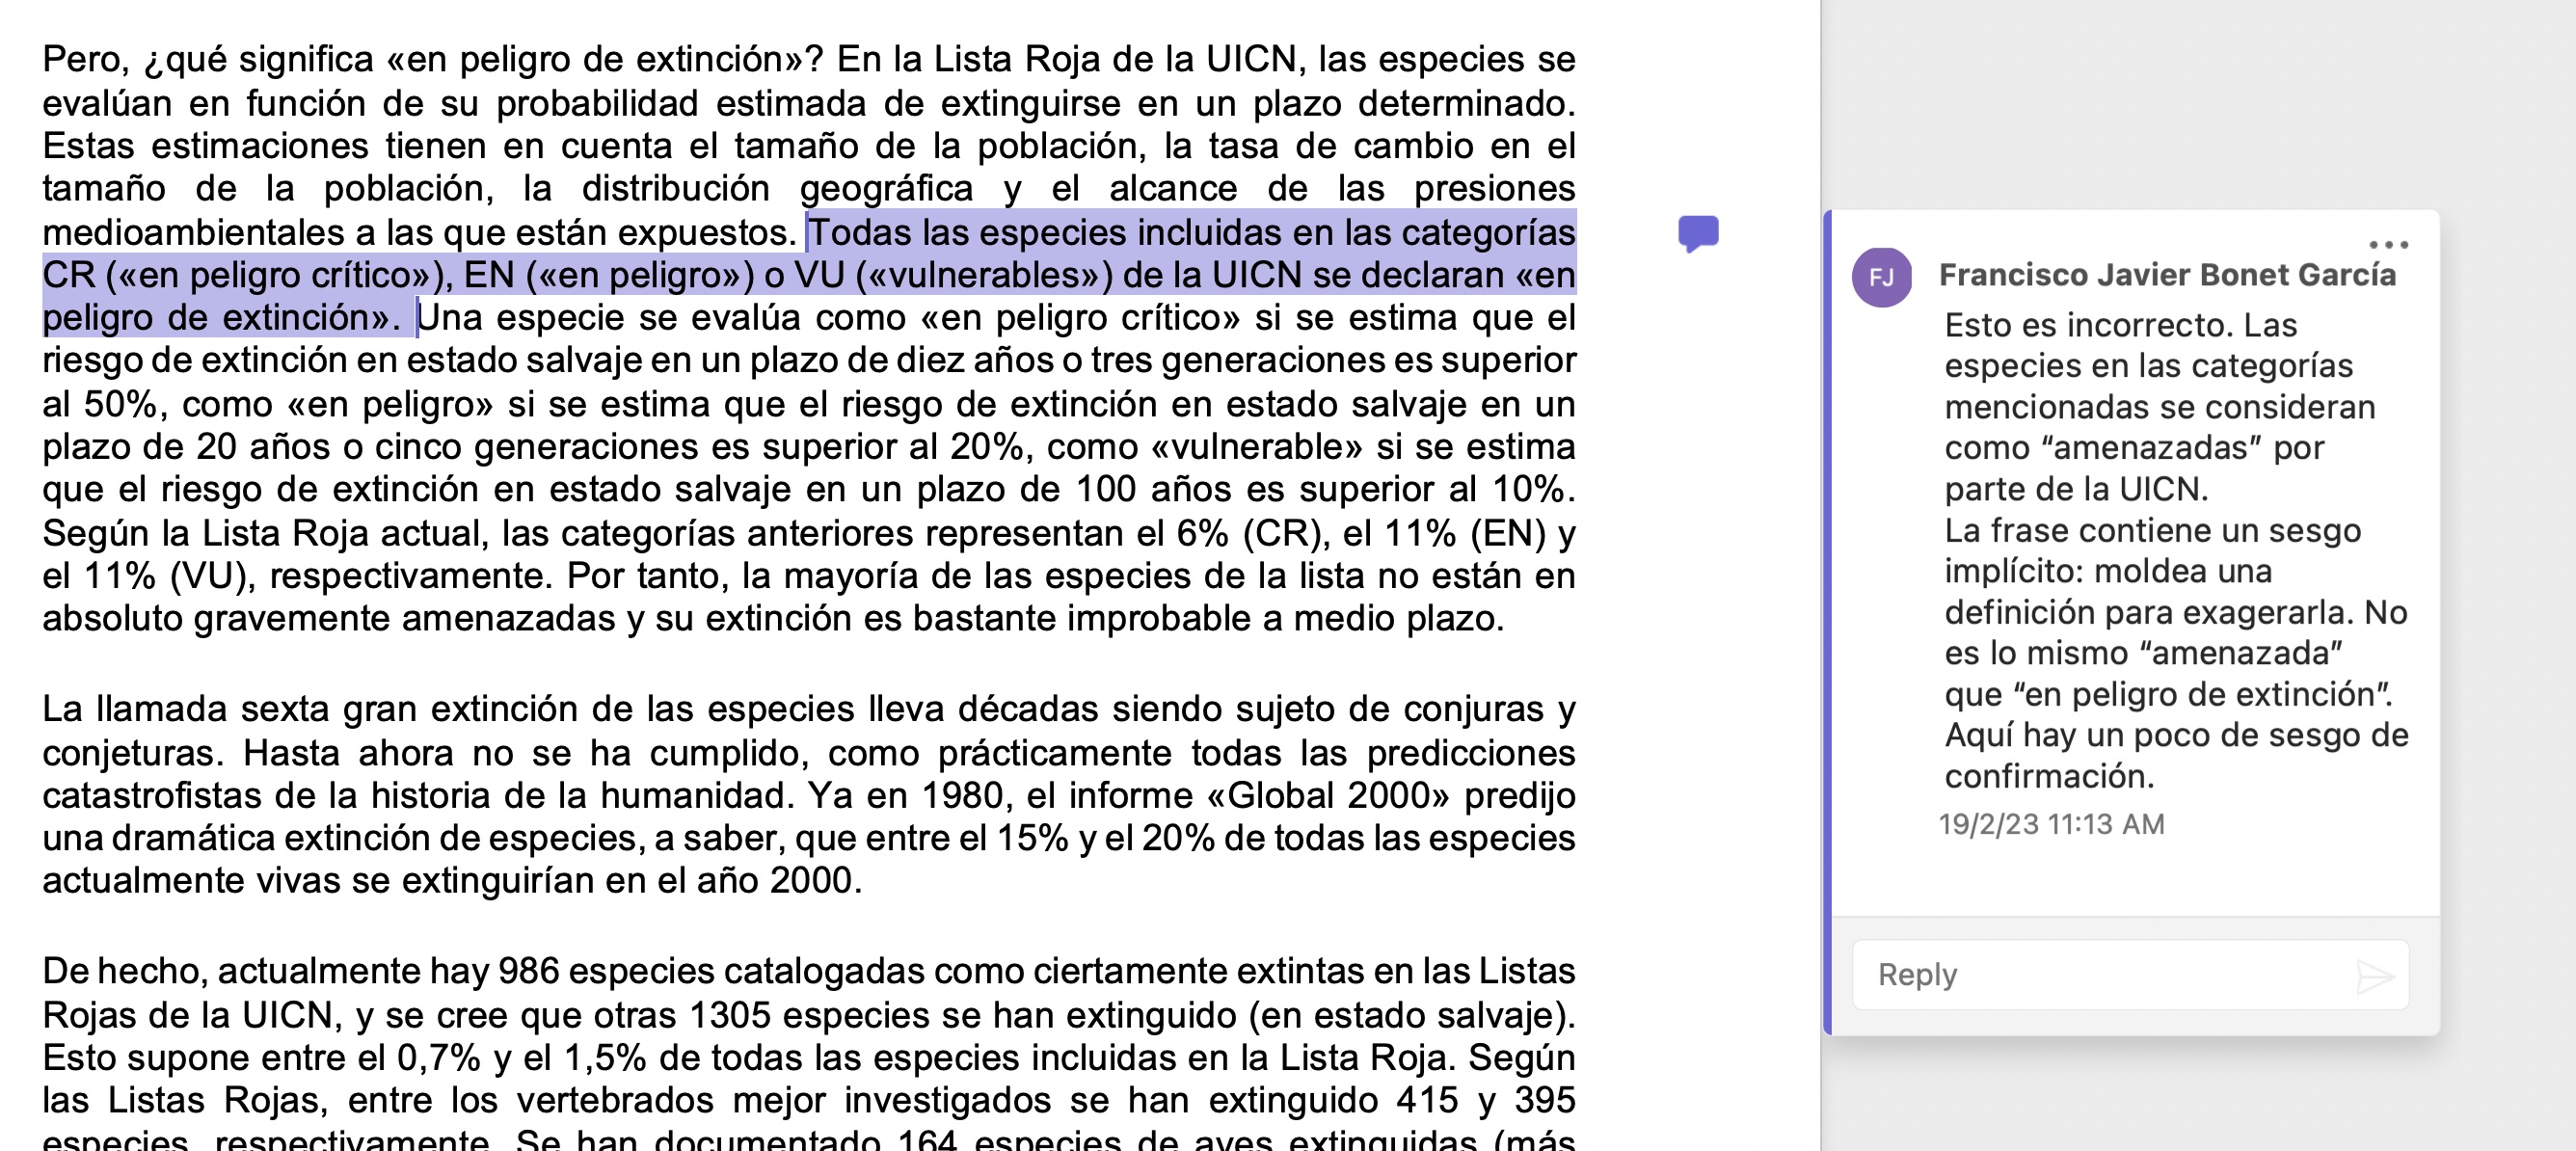 Pero, ¿qué significa «en peligro de extinción»? En la Lista Roja de la UICN, las especies se
evalúan en función de su probabilidad estimada de extinguirse en un plazo determinado.
Estas estimaciones tienen en cuenta el tamaño de la población, la tasa de cambio en el
tamaño de la población, la distribución geográfica y el alcance de las presiones
medioambientales a las que están expuestos. Todas las especies incluidas en las categorías
CR («en peligro crítico»), EN («en peligro») o VU («vulnerables») de la UICN se declaran «en
peligro de extinción». Una especie se evalúa como «en peligro crítico» si se estima que el
riesgo de extinción en estado salvaje en un plazo de diez años o tres generaciones es superior
al 50%, como «en peligro» si se estima que el riesgo de extinción en estado salvaje en un
plazo de 20 años o cinco generaciones es superior al 20%, como «vulnerable» si se estima
que el riesgo de extinción en estado salvaje en un plazo de 100 años es superior al 10%.
Según la Lista Roja actual, las categorías anteriores representan el 6% (CR), el 11% (EN) y
el 11% (VU), respectivamente. Por tanto, la mayoría de las especies de la lista no están en
absoluto gravemente amenazadas y su extinción es bastante improbable a medio plazo.
La llamada sexta gran extinción de las especies lleva décadas siendo sujeto de conjuras y
conjeturas. Hasta ahora no se ha cumplido, como prácticamente todas las predicciones
catastrofistas de la historia de la humanidad. Ya en 1980, el informe «Global 2000» predijo
una dramática extinción de especies, a saber, que entre el 15% y el 20% de todas las especies
actualmente vivas se extinguirían en el año 2000.
De hecho, actualmente hay 986 especies catalogadas como ciertamente extintas en las Listas
Rojas de la UICN, y se cree que otras 1305 especies se han extinguido (en estado salvaje).
Esto supone entre el 0,7% y el 1,5% de todas las especies incluidas en la Lista Roja. Según
las Listas Rojas, entre los vertebrados mejor investigados se han extinguido 415 y 395
especies, respectivamente. Se han documentado 164 especies de aves extinguidas (más
FJ
Francisco Javier Bonet García
Esto es incorrecto. Las
especies en las categorías
mencionadas se consideran
como “amenazadas” por
parte de la UICN.
La frase contiene un sesgo
implícito: moldea una
definición para exagerarla. No
es lo mismo “amenazada”
que “en peligro de extinción”.
Aquí hay un poco de sesgo de
confirmación.
19/2/23 11:13 AM
Reply